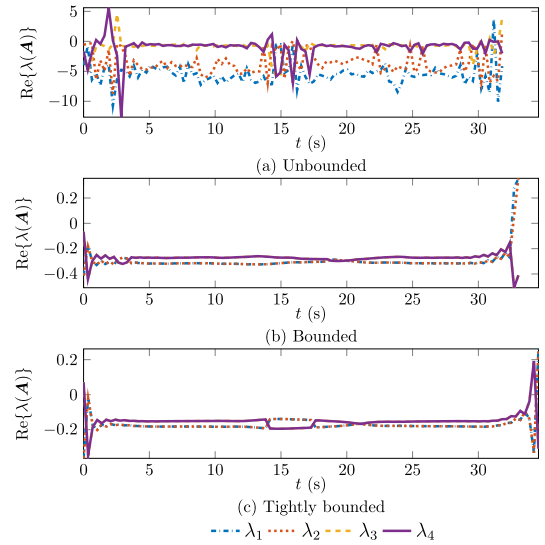 Re{λ(A)}
5
0
−5
−10
0 5 10 15 20 25 30
t (s)
(a) Unbounded
Re{λ(A)}
0.2
0
−0.2
−0.4
0 5 10 15 20 25 30
t (s)
(b) Bounded
Re{λ(A)}
0.2
0
−0.2
0 5 10 15 20 25 30
t (s)
(c) Tightly bounded
λ1 λ2 λ3 λ4